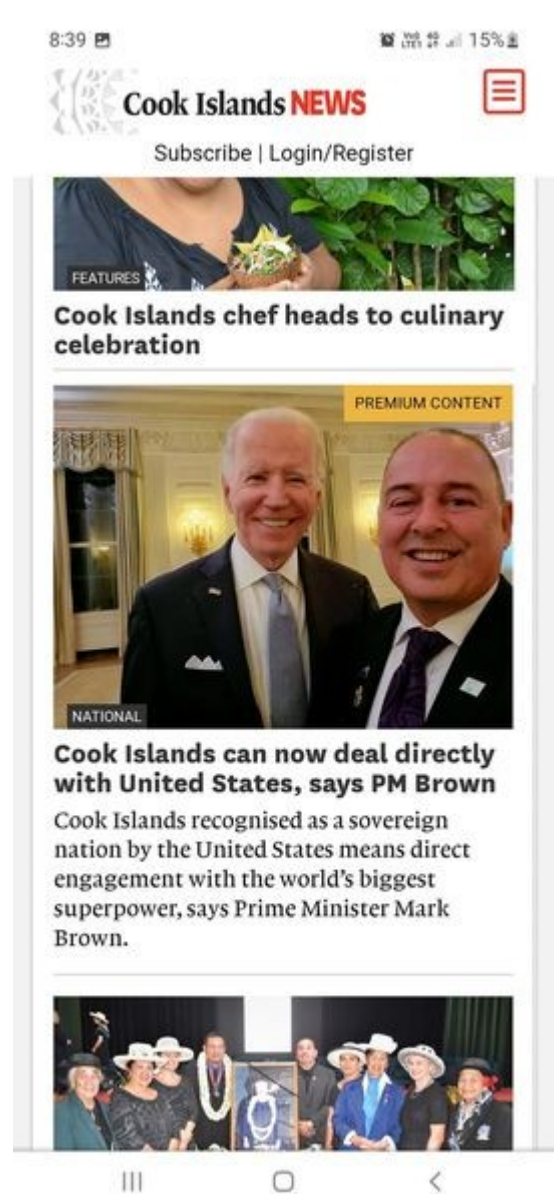 8:39
15%
Cook Islands NEWS
Subscribe | Login/Register
FEATURES
Cook Islands chef heads to culinary
celebration
PREMIUM CONTENT
NATIONAL
Cook Islands can now deal directly
with United States, says PM Brown
Cook Islands recognised as a sovereign
nation by the United States means direct
engagement with the world’s biggest
superpower, says Prime Minister Mark
Brown.